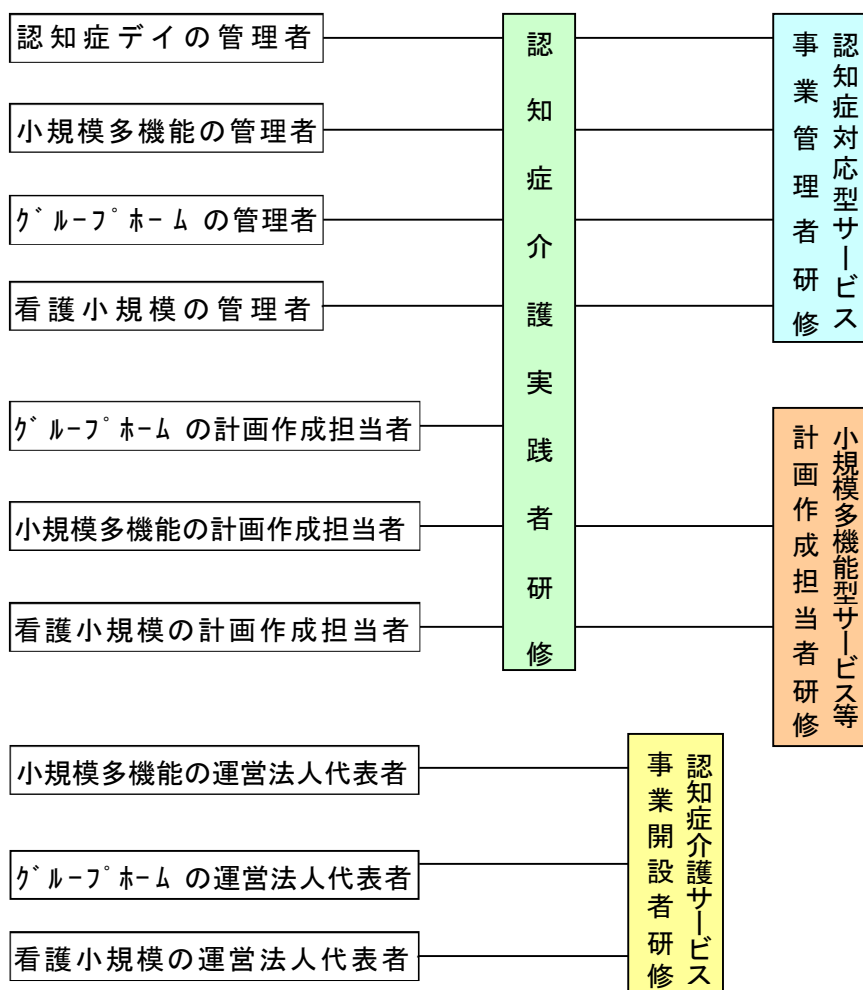 認知症デイの管理者
小規模多機能の管理者
ｸﾞﾙｰﾌﾟﾎｰﾑの管理者
看護小規模の管理者
ｸﾞﾙｰﾌﾟﾎｰﾑの計画作成担当者
小規模多機能の計画作成担当者
看護小規模の計画作成担当者
小規模多機能の運営法人代表者
ｸﾞﾙｰﾌﾟﾎｰﾑの運営法人代表者
看護小規模の運営法人代表者
認知症介護実践者研修
認知症対応型サービス
事業管理者研修
小規模多機能型サービス等
計画作成担当者研修
認知症介護サービス
事業開設者研修